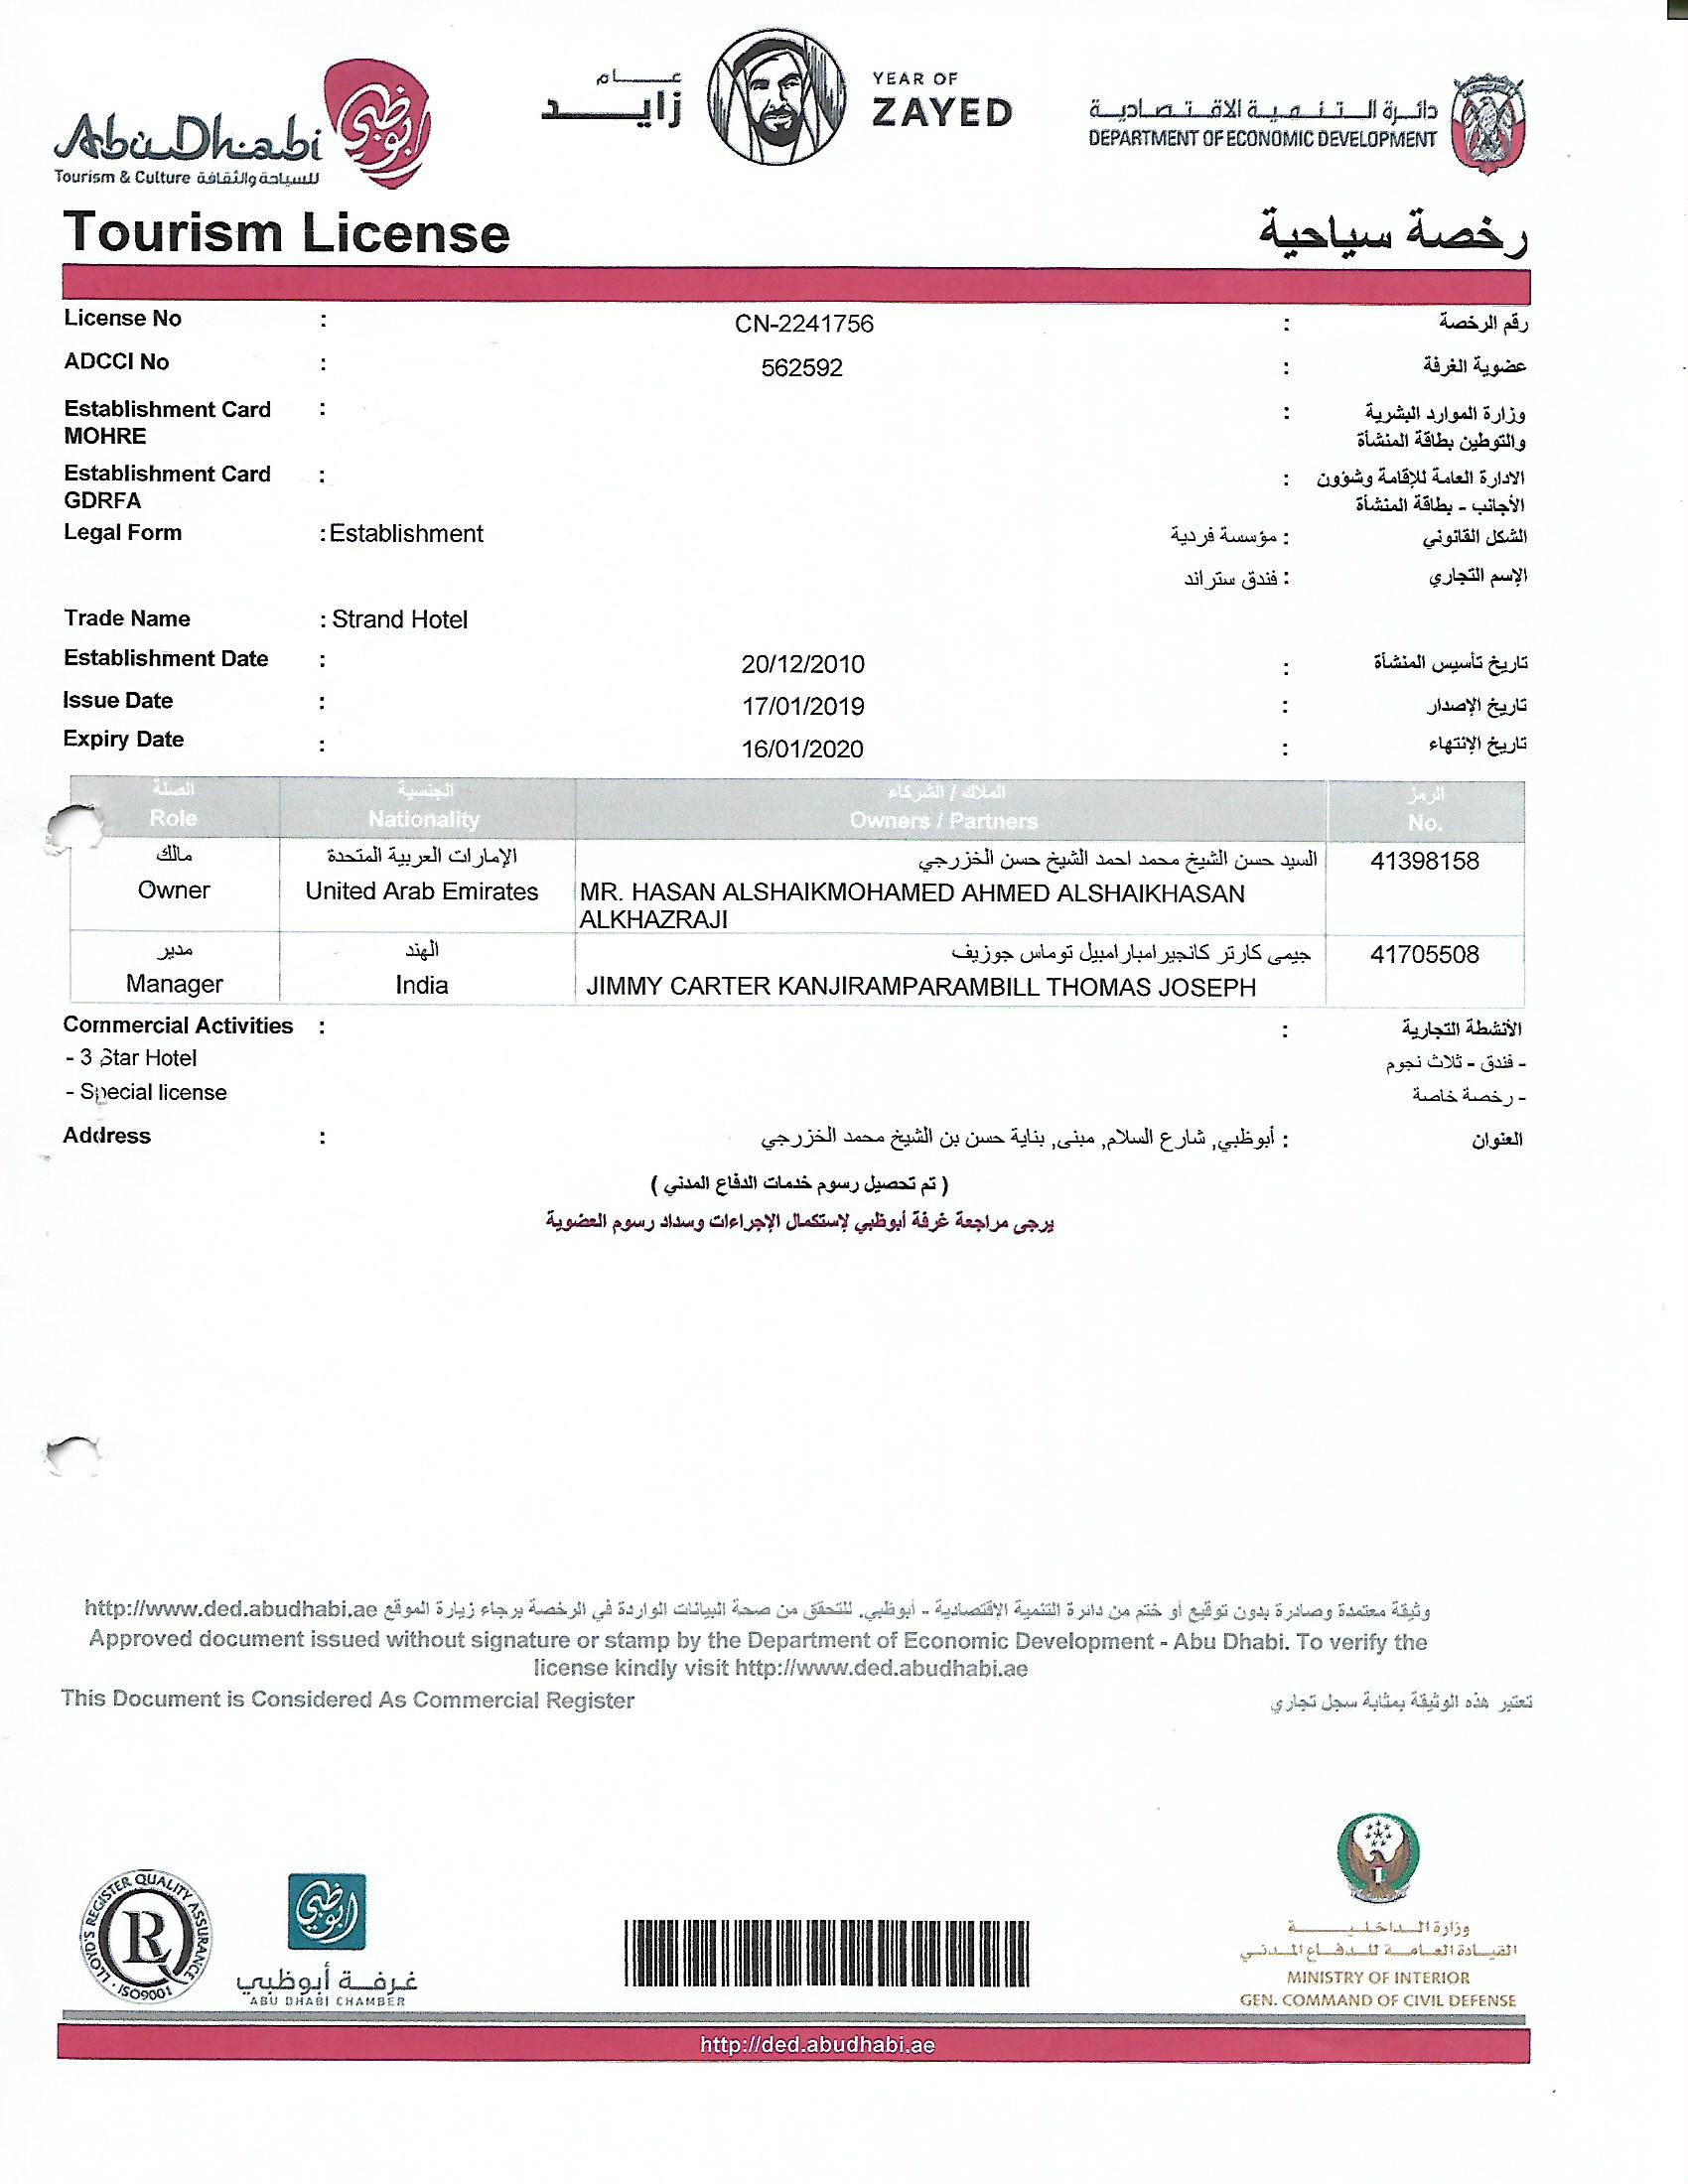 Abu Dhabi
أبوظبي
Tourism & Culture للسياحة والثقافة
عـــام
زايـــد
YEAR OF
ZAYED
دائرة التنمية الاقتصادية
DEPARTMENT OF ECONOMIC DEVELOPMENT
Tourism License رخصة سياحية
License No : CN-2241756 : رقم الرخصة
ADCCI No : 562592 : عضوية الغرفة
Establishment Card : : وزارة الموارد البشرية
MOHRE والتوطين بطاقة المنشأة
Establishment Card : : الادارة العامة للإقامة وشؤون
GDRFA الأجانب - بطاقة المنشأة
Legal Form : Establishment مؤسسة فردية : الشكل القانوني
فندق ستراند : الإسم التجاري
Trade Name : Strand Hotel
Establishment Date : 20/12/2010 : تاريخ تأسيس المنشأة
Issue Date : 17/01/2019 : تاريخ الإصدار
Expiry Date : 16/01/2020 : تاريخ الإنتهاء
الصلة الجنسية الملاك / الشركاء الرمز
Role Nationality Owners / Partners No.
مالك الإمارات العربية المتحدة السيد حسن الشيخ محمد احمد الشيخ حسن الخزرجي 41398158
Owner United Arab Emirates MR. HASAN ALSHAIKMOHAMED AHMED ALSHAIKHASAN
ALKHAZRAJI
مدير الهند جيمى كارتر كانجيرامبارامبيل توماس جوزيف 41705508
Manager India JIMMY CARTER KANJIRAMPARAMBILL THOMAS JOSEPH
Commercial Activities : : الأنشطة التجارية
- 3 Star Hotel - فندق - ثلاث نجوم
- Special license - رخصة خاصة
Address : أبوظبي, شارع السلام, مبنى, بناية حسن بن الشيخ محمد الخزرجي : العنوان
( تم تحصيل رسوم خدمات الدفاع المدني )
يرجى مراجعة غرفة أبوظبي لإستكمال الإجراءات وسداد رسوم العضوية
وثيقة معتمدة وصادرة بدون توقيع أو ختم من دائرة التنمية الإقتصادية - أبوظبي. للتحقق من صحة البيانات الواردة في الرخصة برجاء زيارة الموقع http://www.ded.abudhabi.ae
Approved document issued without signature or stamp by the Department of Economic Development - Abu Dhabi. To verify the
license kindly visit http://www.ded.abudhabi.ae
This Document is Considered As Commercial Register تعتبر هذه الوثيقة بمثابة سجل تجاري
LLOYD'S REGISTER QUALITY ASSURANCE
LRQ
ISO9001
أبوظبي
غرفة أبوظبي
ABU DHABI CHAMBER
وزارة الداخلية
القيادة العامة للدفاع المدني
MINISTRY OF INTERIOR
GEN. COMMAND OF CIVIL DEFENSE
http://ded.abudhabi.ae